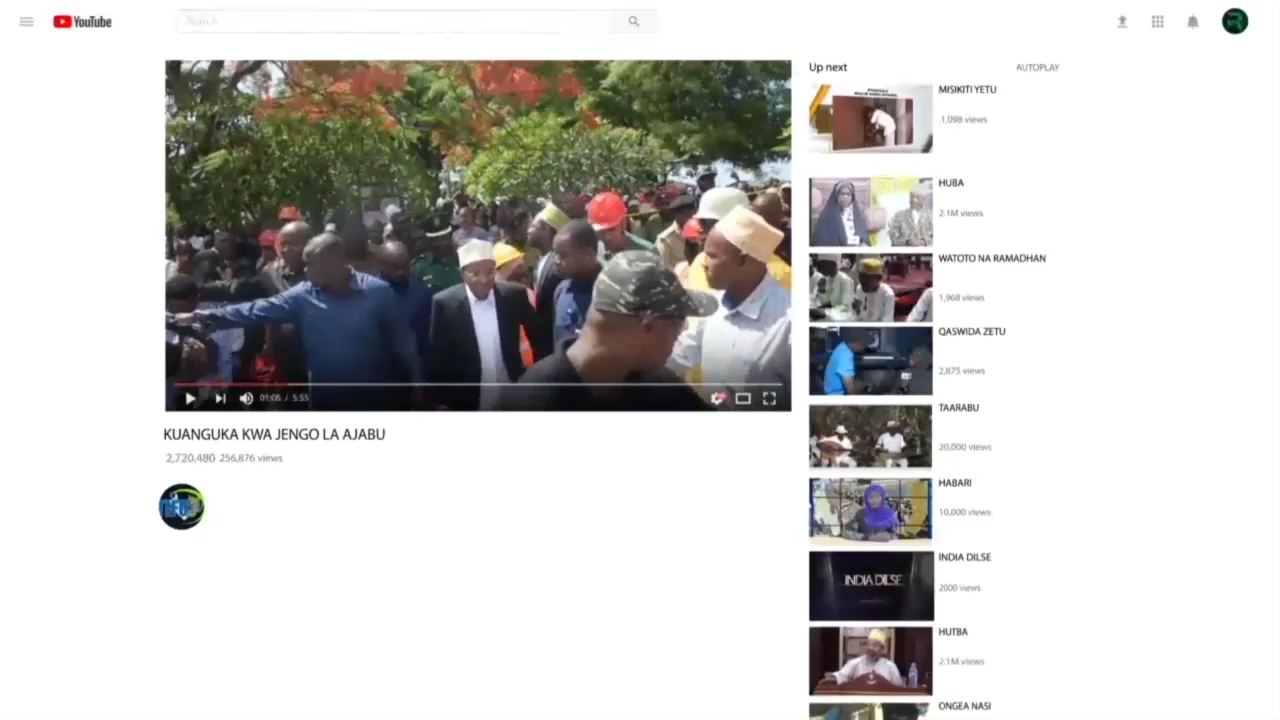 YouTube
Search
Up next
AUTOPLAY
MISIKITI YETU
1,098 views
HUBA
2.1M views
WATOTO NA RAMADHAN
1,968 views
QASWIDA ZETU
2,875 views
TAARABU
20,000 views
HABARI
10,000 views
INDIA DILSE
INDIA DILSE
2000 views
HUTBA
2.1M views
ONGEA NASI
01:06 / 5:55
KUANGUKA KWA JENGO LA AJABU
2,720,480 256,876 views